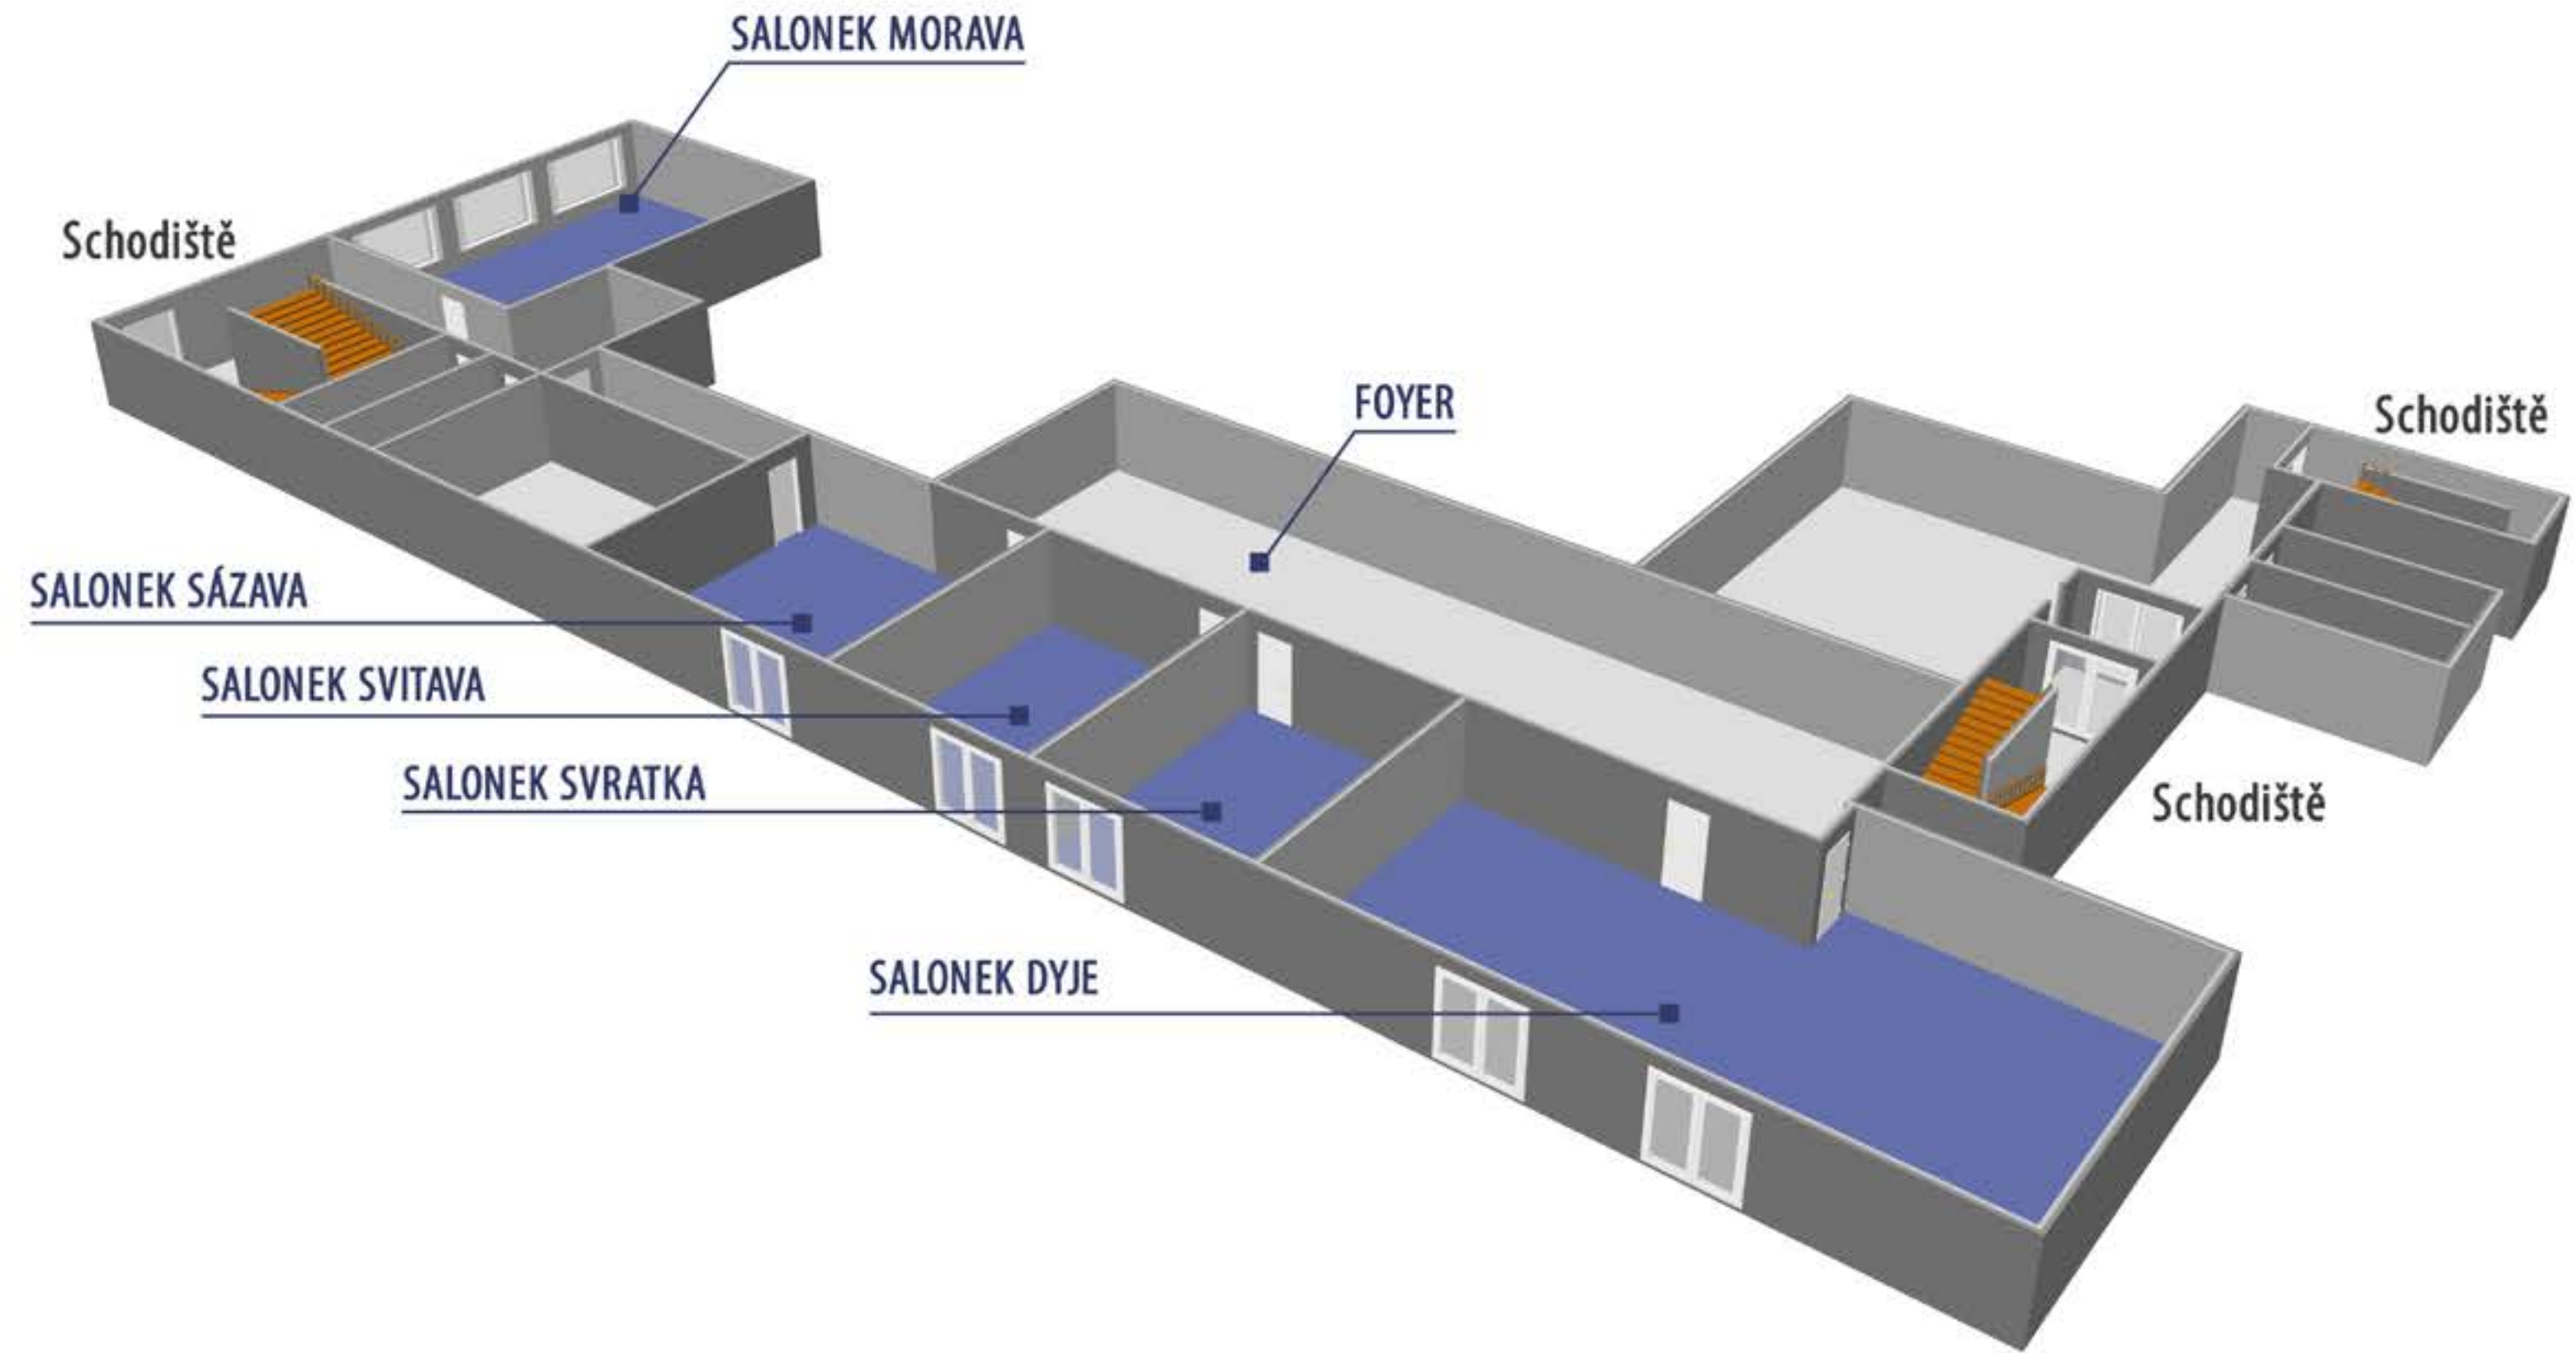 SALONEK MORAVA
Schodiště
FOYER
Schodiště
SALONEK SÁZAVA
SALONEK SVITAVA
SALONEK SVRATKA
Schodiště
SALONEK DYJE